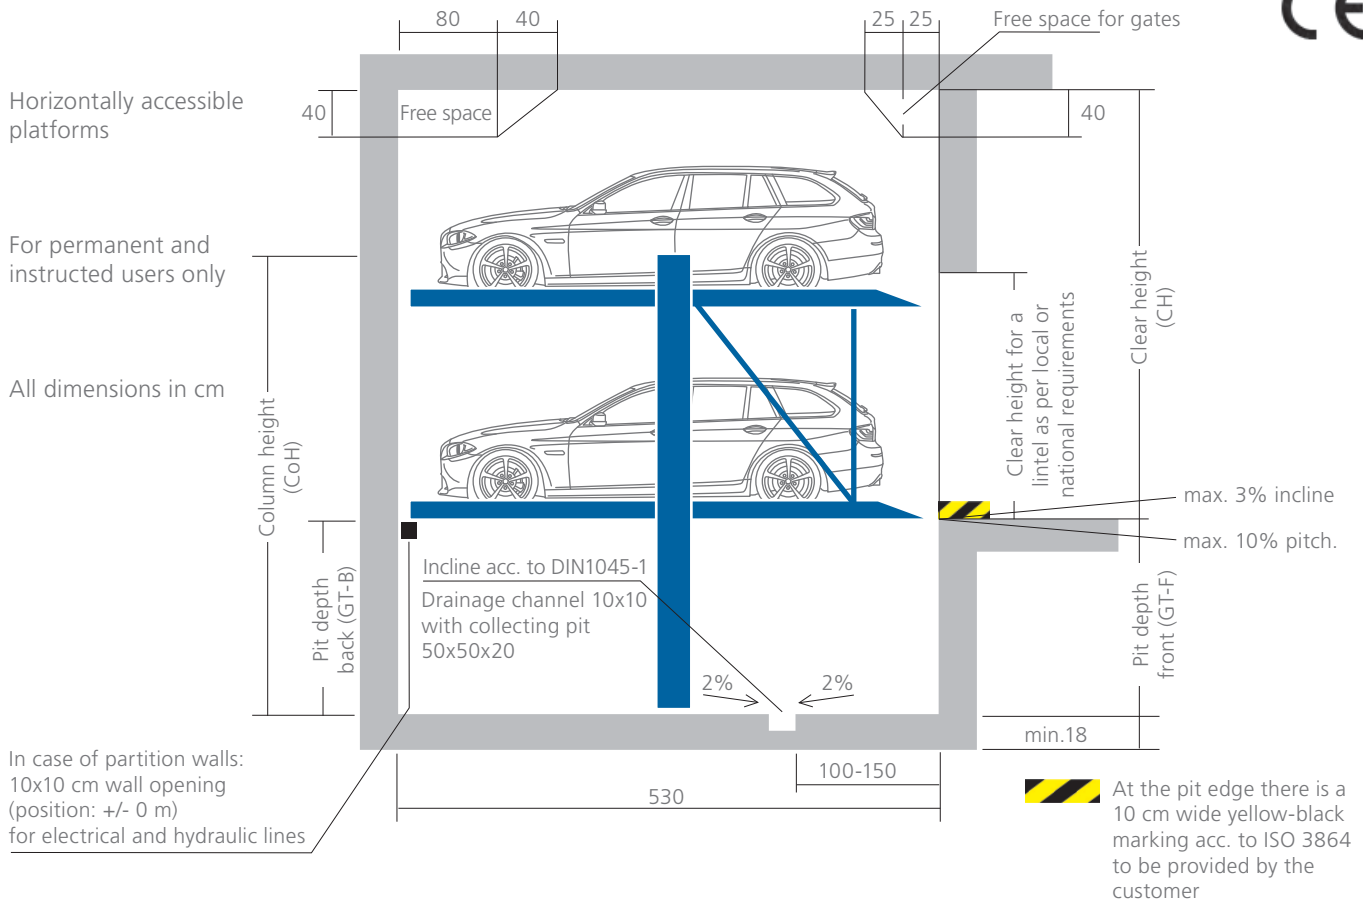 80
40
25
25
Free space for gates
CE
Horizontally accessible
platforms
40
Free space
40
For permanent and
instructed users only
All dimensions in cm
Column height
(CoH)
Clear height for a
lintel as per local or
national requirements
Clear height
(CH)
max. 3% incline
max. 10% pitch.
Pit depth
back (GT-B)
Incline acc. to DIN1045-1
Drainage channel 10x10
with collecting pit
50x50x20
2%
2%
Pit depth
front (GT-F)
min.18
In case of partition walls:
10x10 cm wall opening
(position: +/- 0 m)
for electrical and hydraulic lines
100-150
530
At the pit edge there is a
10 cm wide yellow-black
marking acc. to ISO 3864
to be provided by the
customer